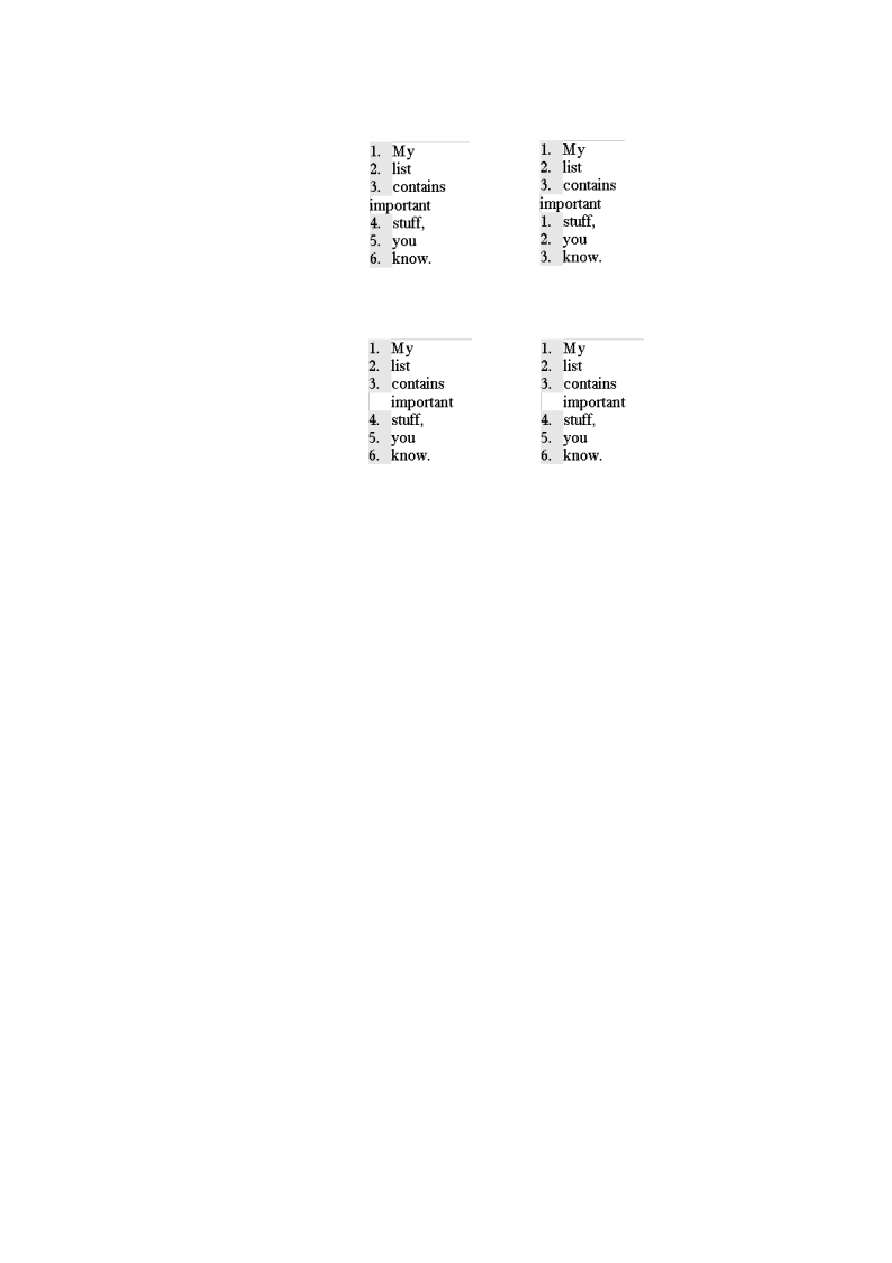 1. My
2. list
3. contains
important
4. stuff,
5. you
6. know.
1. My
2. list
3. contains
important
1. stuff,
2. you
3. know.
1. My
2. list
3. contains
important
4. stuff,
5. you
6. know.
1. My
2. list
3. contains
important
4. stuff,
5. you
6. know.